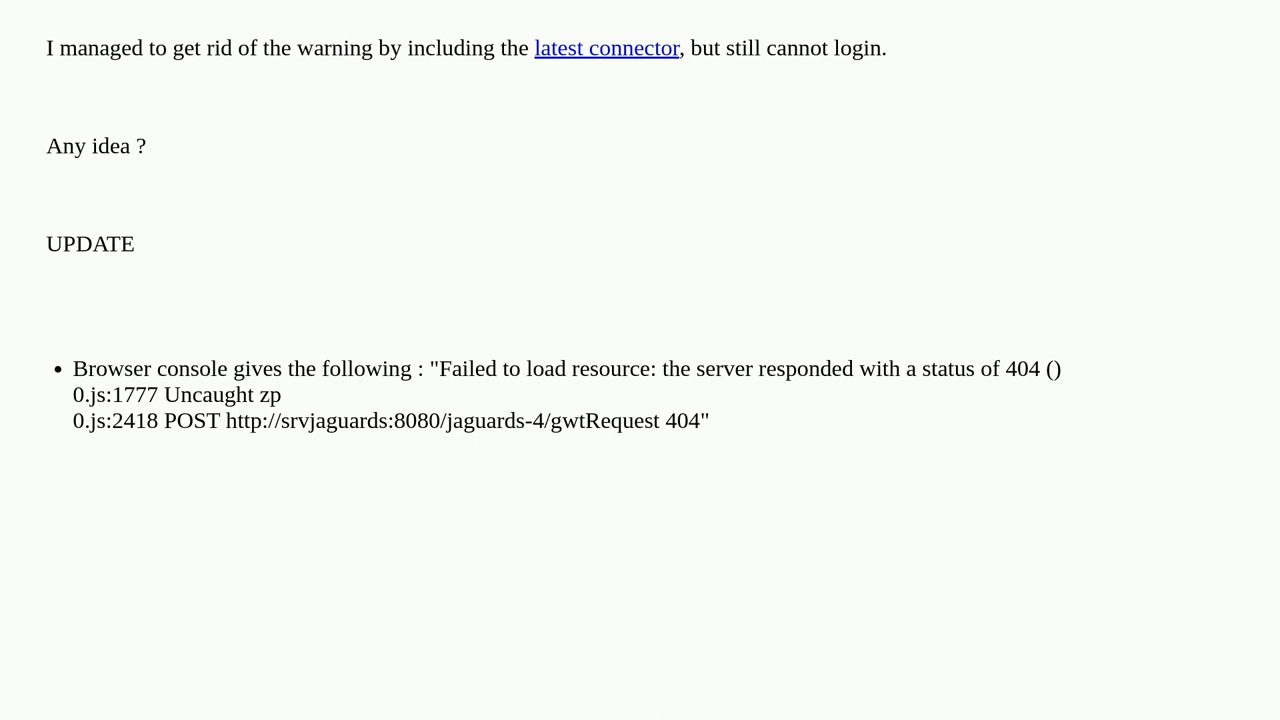 I managed to get rid of the warning by including the latest connector, but still cannot login.
Any idea ?
UPDATE
• Browser console gives the following : "Failed to load resource: the server responded with a status of 404 ()
0.js:1777 Uncaught zp
0.js:2418 POST http://srvjaguards:8080/jaguards-4/gwtRequest 404"